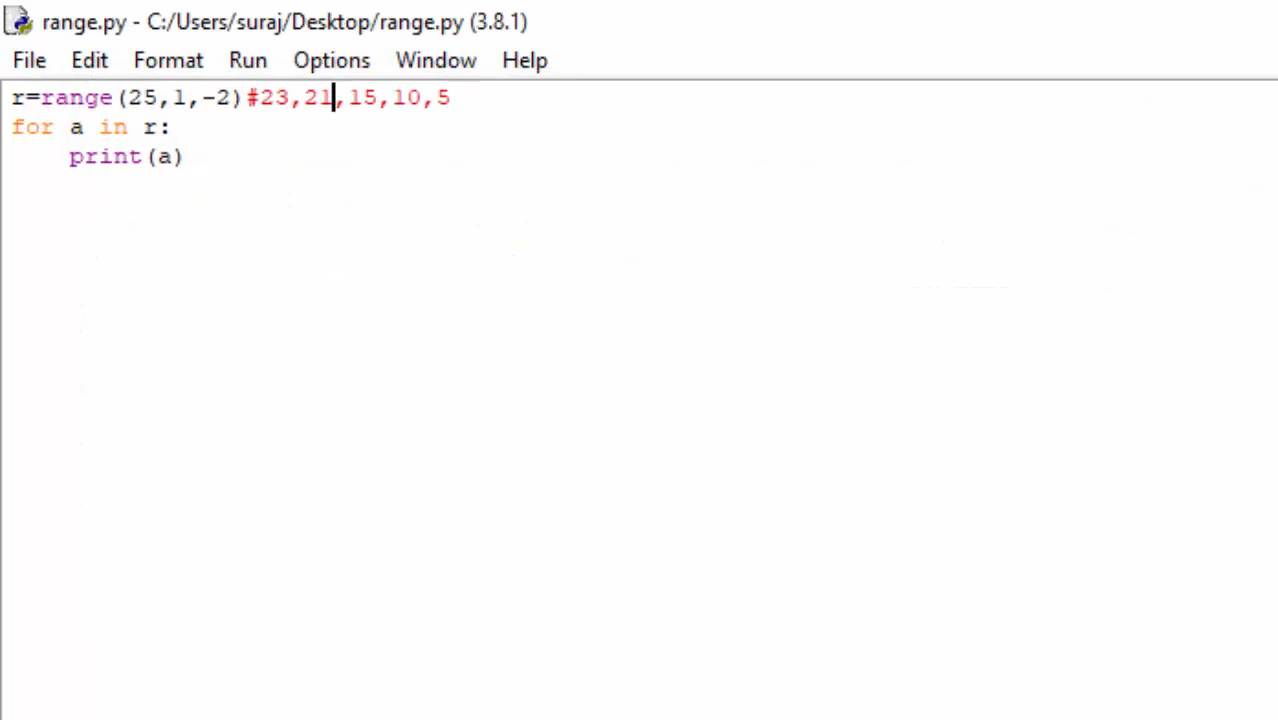 range.py - C:/Users/suraj/Desktop/range.py (3.8.1)
File Edit Format Run Options Window Help
r=range(25,1,-2)#23,21,15,10,5
for a in r:
    print(a)